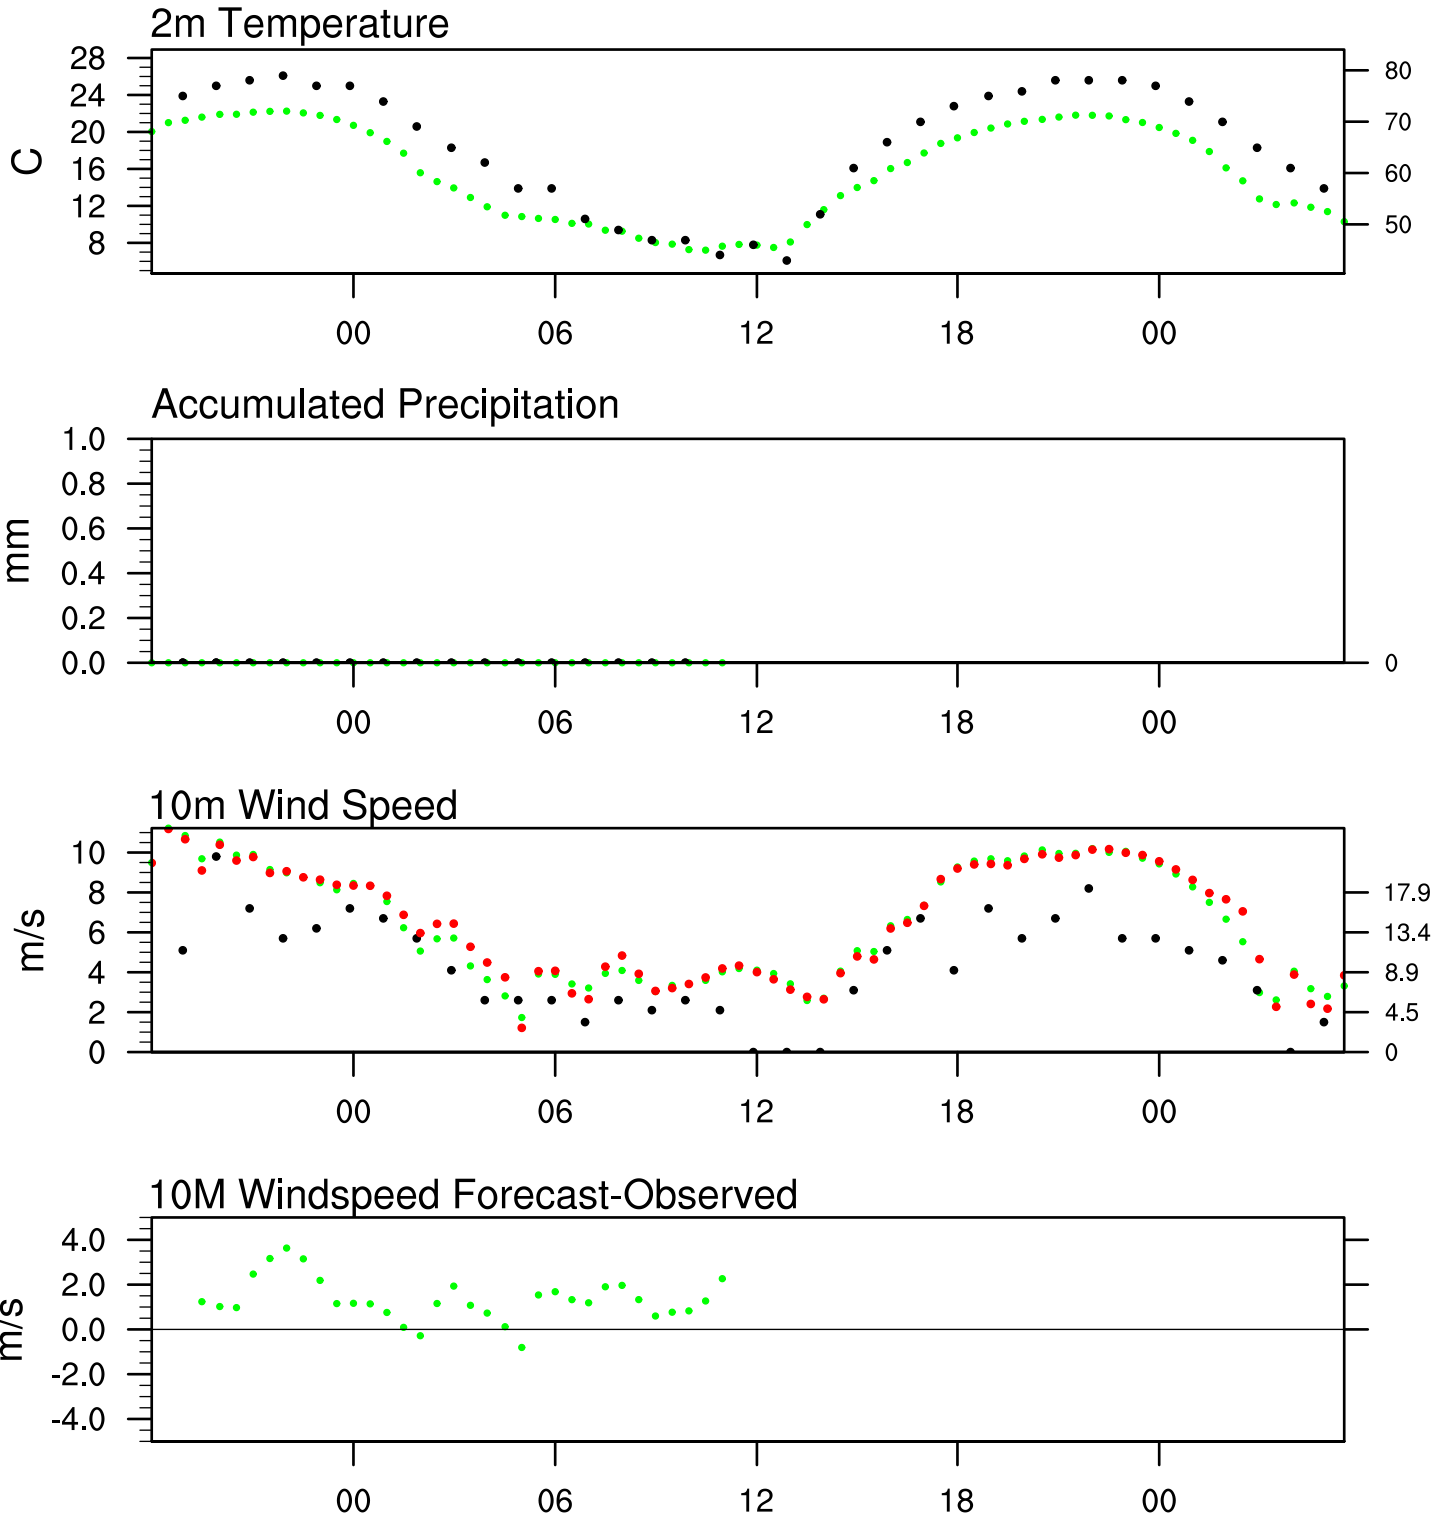 2m Temperature
28
24
20
16
12
8
C
80
70
60
50
00 06 12 18 00
Accumulated Precipitation
1.0
0.8
0.6
0.4
0.2
0.0
mm
0
00 06 12 18 00
10m Wind Speed
10
8
6
4
2
0
m/s
17.9
13.4
8.9
4.5
0
00 06 12 18 00
10M Windspeed Forecast-Observed
4.0
2.0
0.0
-2.0
-4.0
m/s
00 06 12 18 00